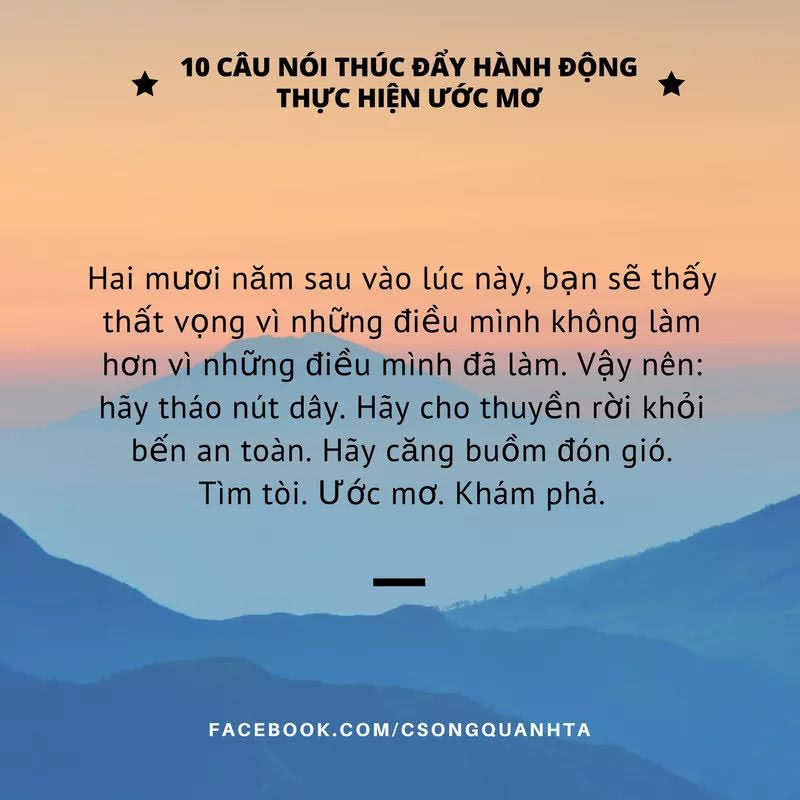 10 CÂU NÓI THÚC ĐẨY HÀNH ĐỘNG
THỰC HIỆN ƯỚC MƠ
Hai mươi năm sau vào lúc này, bạn sẽ thấy
thất vọng vì những điều mình không làm
hơn vì những điều mình đã làm. Vậy nên:
hãy tháo nút dây. Hãy cho thuyền rời khỏi
bến an toàn. Hãy căng buồm đón gió.
Tìm tòi. Ước mơ. Khám phá.
FACEBOOK.COM/CSONGQUANHTA